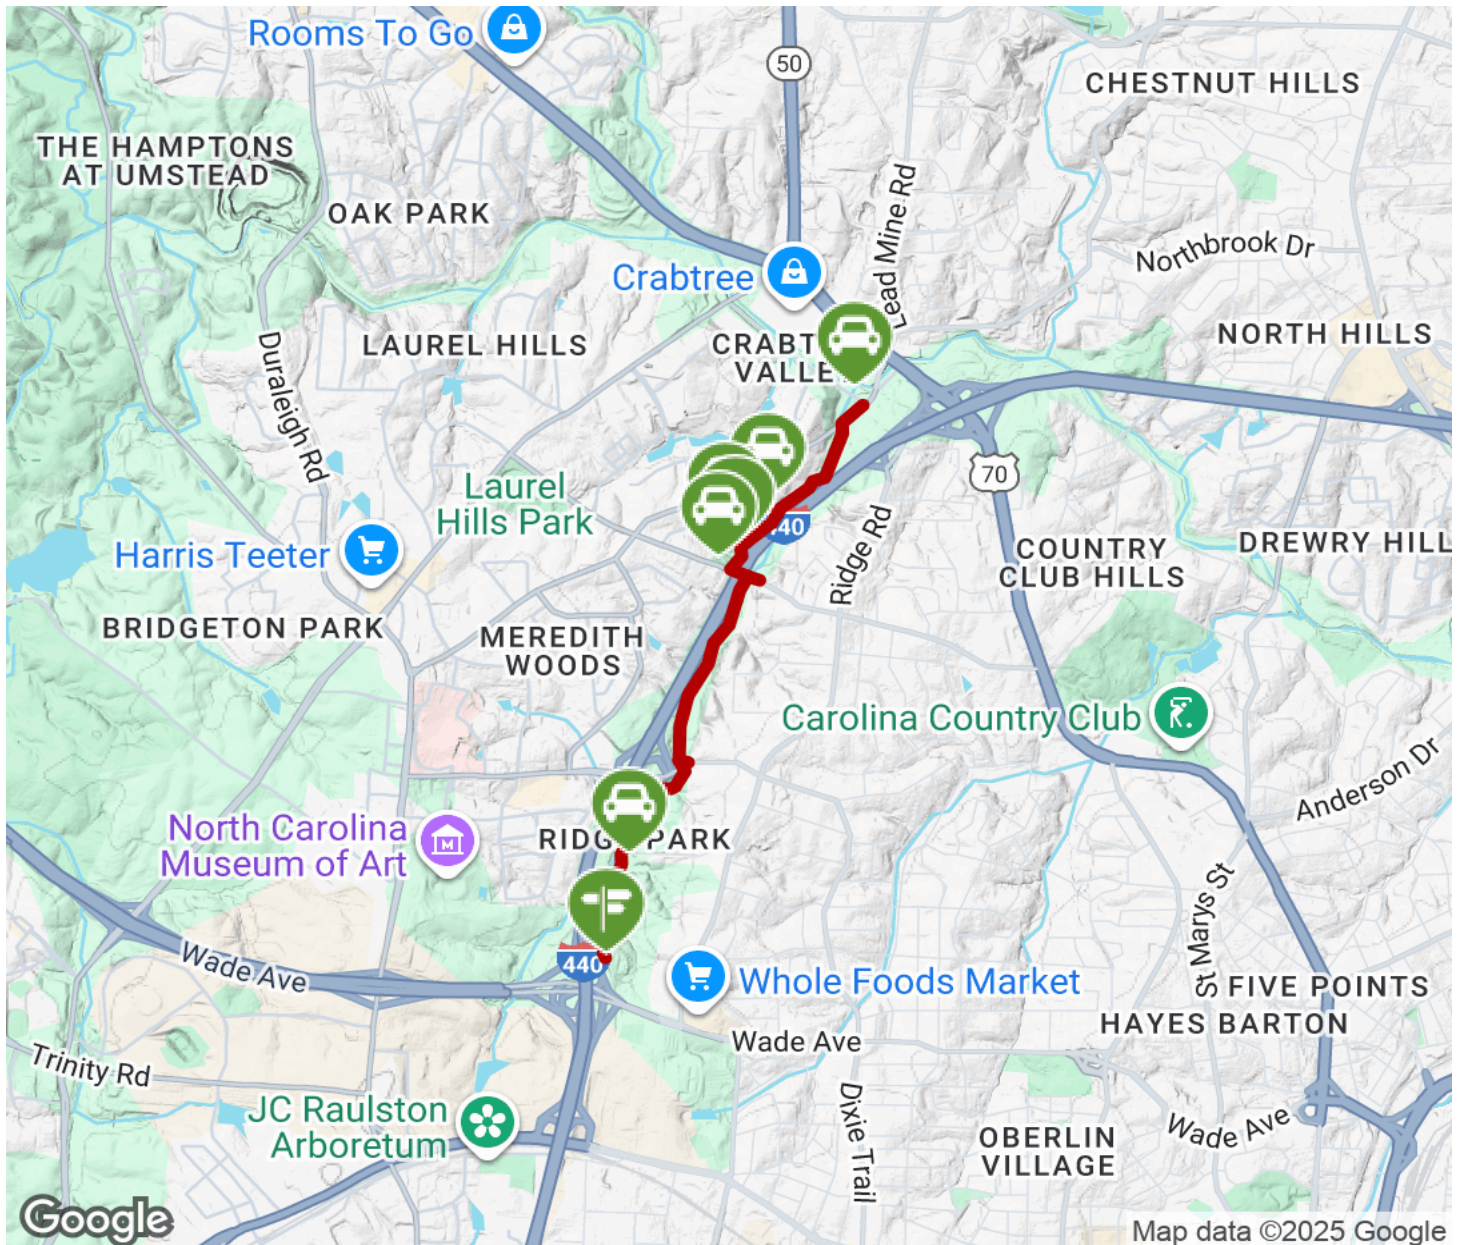 Rooms To Go
50
CHESTNUT HILLS
THE HAMPTONS
AT UMSTEAD
OAK PARK
Lead Mine Rd
Northbrook Dr
Crabtree
NORTH HILLS
LAUREL HILLS
CRABT
VALLE
Duraleigh Rd
70
Laurel
Hills Park
40
Ridge Rd
Harris Teeter
COUNTRY
CLUB HILLS
DREWRY HILL
BRIDGETON PARK
MEREDITH
WOODS
Carolina Country Club
Anderson Dr
North Carolina
Museum of Art
RIDG PARK
St Marys St
440
Wade Ave
Whole Foods Market
FIVE POINTS
HAYES BARTON
Wade Ave
Trinity Rd
JC Raulston
Arboretum
Dixie Trail
Wade Ave
OBERLIN
VILLAGE
Google
Map data ©2025 Google